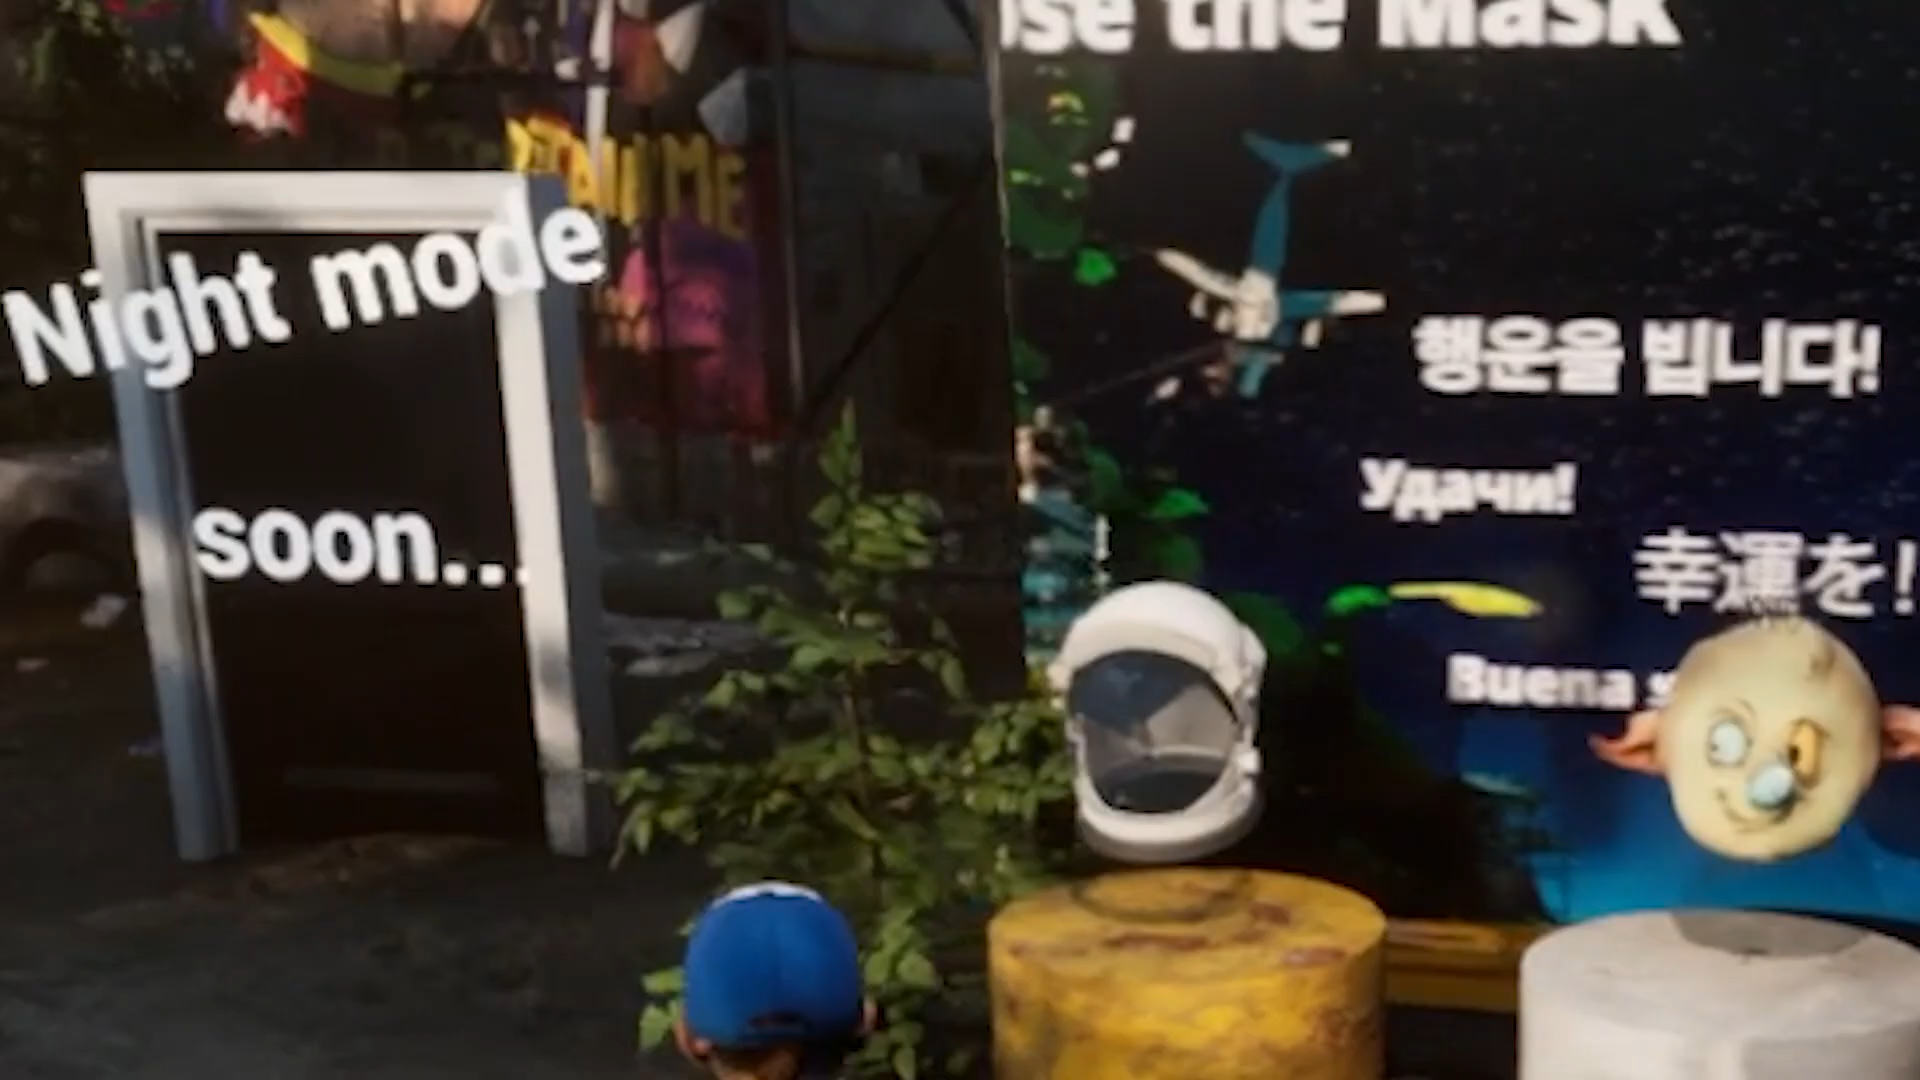 se the Mask
Night mode
soon...
행운을 빕니다!
Удачи!
幸運を!
Buena s